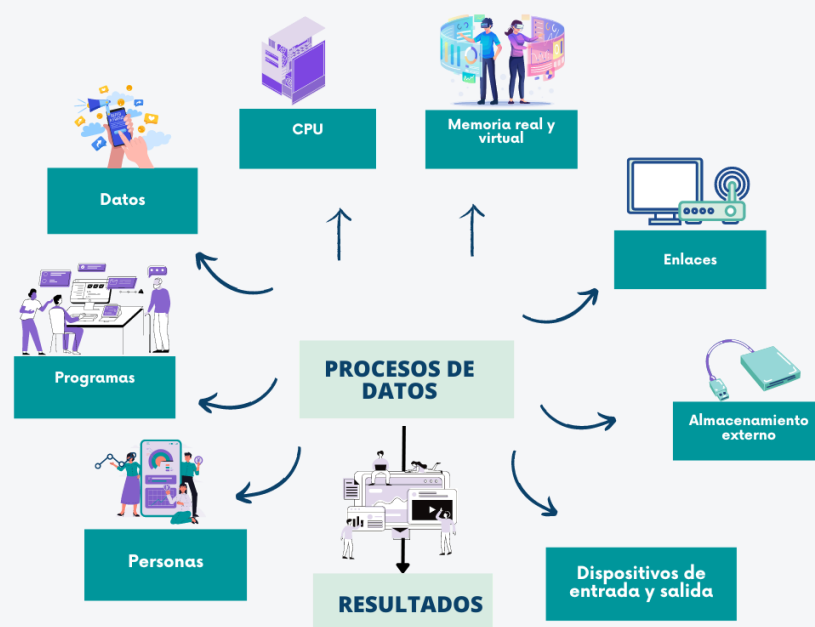 CPU
Memoria real y
virtual
Datos
Enlaces
Programas
PROCESOS DE
DATOS
Almacenamiento
externo
Personas
Dispositivos de
entrada y salida
RESULTADOS